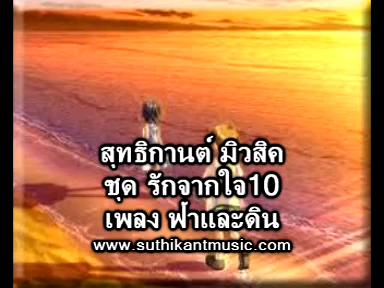 สุทธิกานต์ มิวสิค
ชุด รักจากใจ10
เพลง ฟ้าและดิน
www.suthikantmusic.com